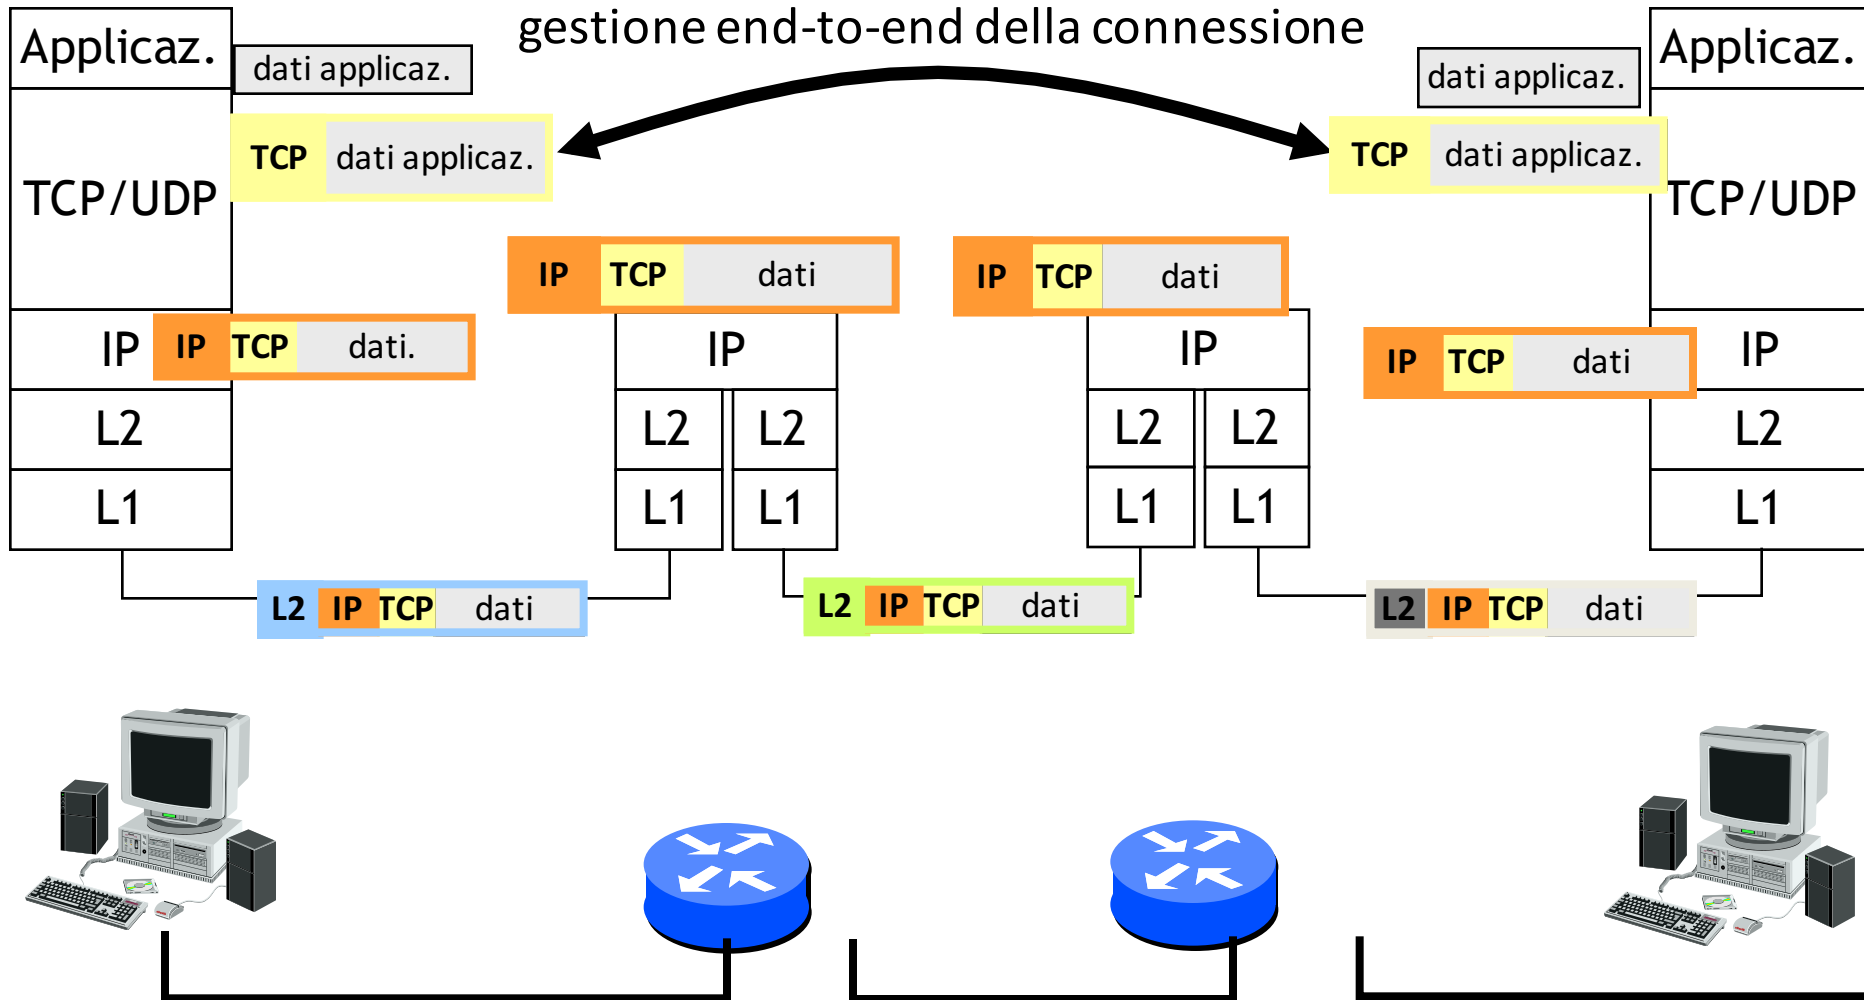 gestione end-to-end della connessione
Applicaz.
dati applicaz.
dati applicaz.
Applicaz.
TCP dati applicaz.
TCP dati applicaz.
TCP/UDP
TCP/UDP
IP TCP dati
IP TCP dati
IP
IP TCP dati.
IP
IP
IP TCP dati
IP
L2
L2
L2
L2
L2
L2
L1
L1
L1
L1
L1
L1
L2 IP TCP dati
L2 IP TCP dati
L2 IP TCP dati